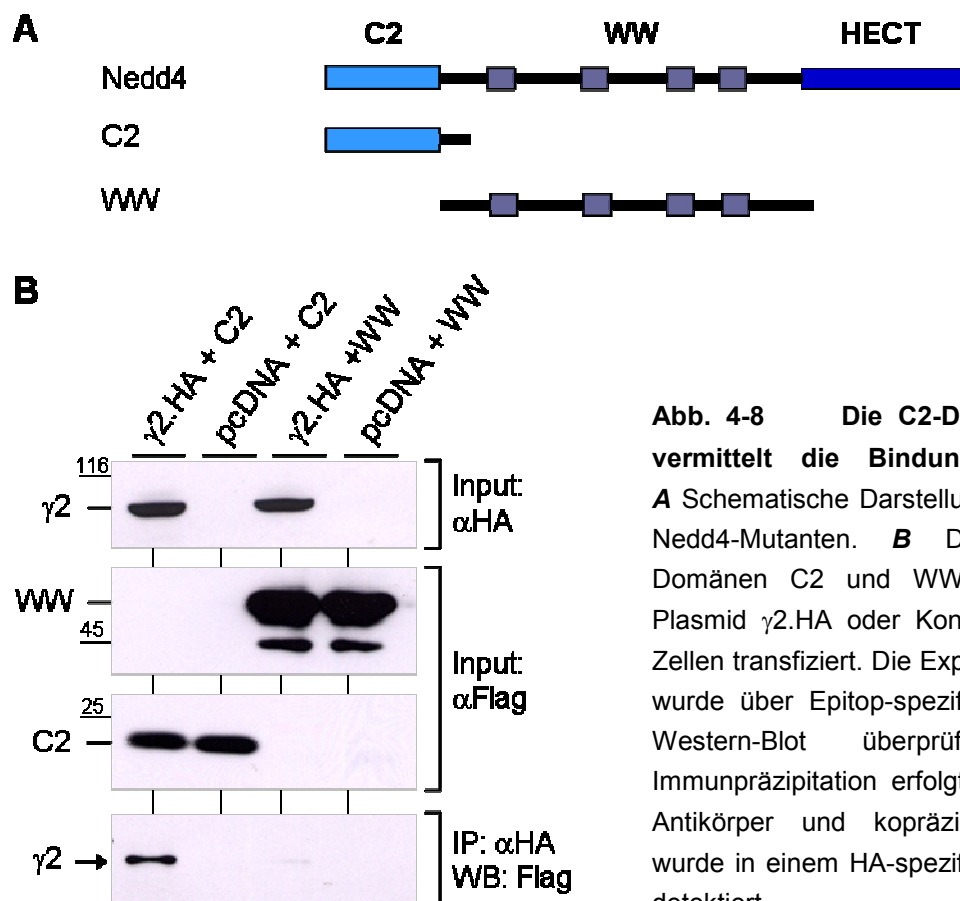 A
C2 WW HECT
Nedd4
C2
WW
B
γ2.HA + C2
pcDNA + C2
γ2.HA +WW
pcDNA + WW
116
γ2
Input:
αHA
WW
45
Input:
αFlag
25
C2
γ2
IP: αHA
WB: Flag
Abb. 4-8 Die C2-D
vermittelt die Bindun
A Schematische Darstellu
Nedd4-Mutanten. B D
Domänen C2 und WW
Plasmid γ2.HA oder Kon
Zellen transfiziert. Die Exp
wurde über Epitop-spezif
Western-Blot überprüf
Immunpräzipitation erfolgt
Antikörper und kopräzi
wurde in einem HA-spezif